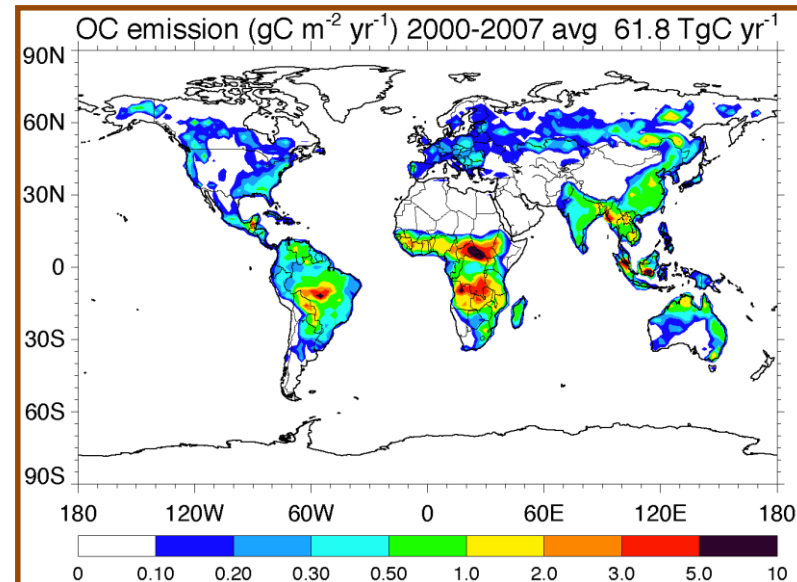 OC emission (gC m⁻² yr⁻¹) 2000-2007 avg 61.8 TgC yr⁻¹
90N
60N
30N
0
30S
60S
90S
180 120W 60W 0 60E 120E 180
0 0.10 0.20 0.30 0.50 1.0 2.0 3.0 5.0 10